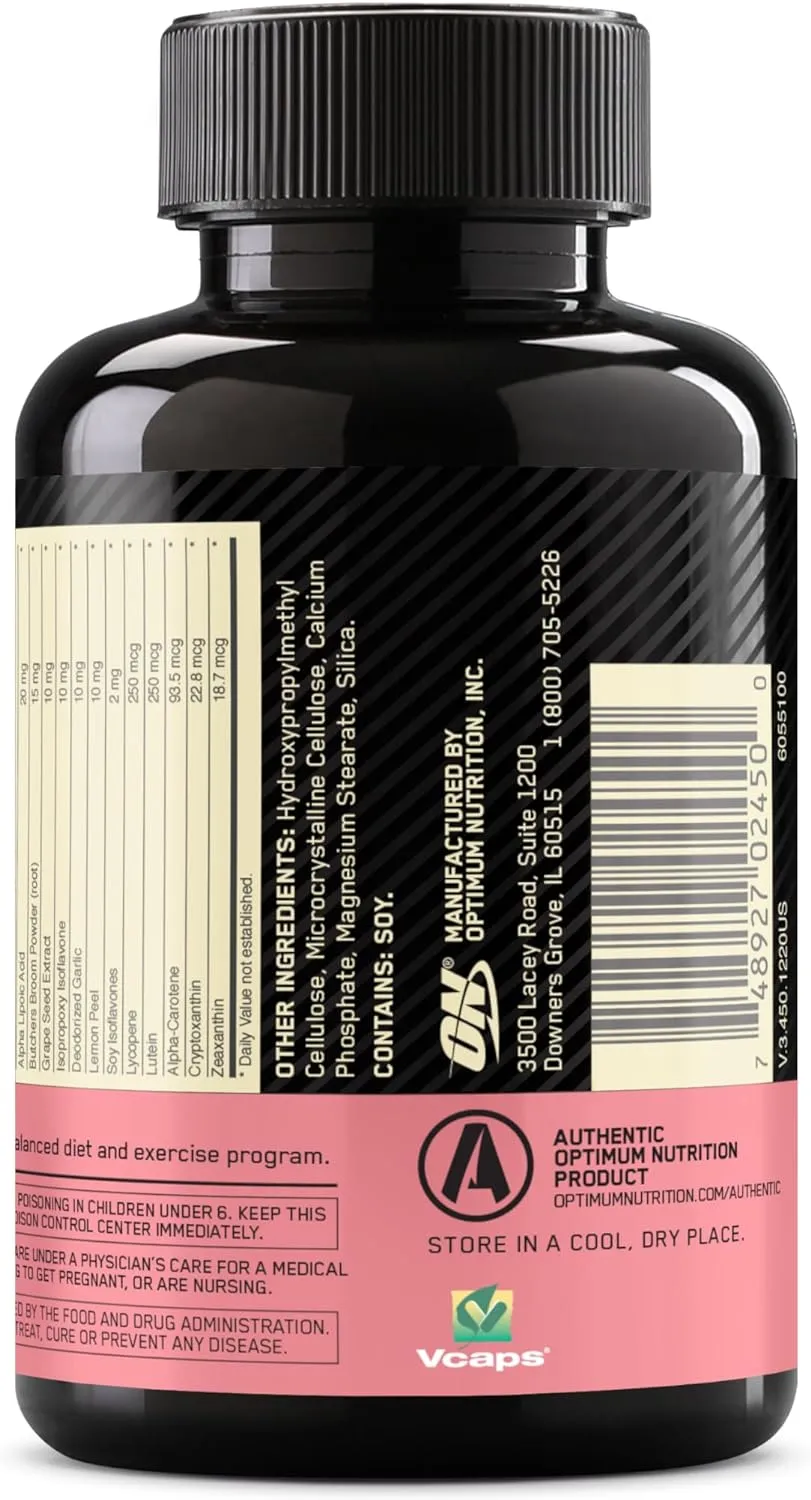 Alpha Lipoic Acid 20 mg *
Butchers Broom Powder (root) 15 mg *
Grape Seed Extract 10 mg *
Isopropoxy Isoflavone 10 mg *
Deodorized Garlic 10 mg *
Lemon Peel 10 mg *
Soy Isoflavones 2 mg *
Lycopene 250 mcg *
Lutein 250 mcg *
Alpha-Carotene 93.5 mcg *
Cryptoxanthin 22.8 mcg *
Zeaxanthin 18.7 mcg *
* Daily Value not established.
OTHER INGREDIENTS: Hydroxypropylmethyl
Cellulose, Microcrystalline Cellulose, Calcium
Phosphate, Magnesium Stearate, Silica.
CONTAINS: SOY.
ON®
MANUFACTURED BY
OPTIMUM NUTRITION, INC.
3500 Lacey Road, Suite 1200
Downers Grove, IL 60515 1 (800) 705-5226
7 48927 02450 0
V.3.450.1220US 6055100
alanced diet and exercise program.
POISONING IN CHILDREN UNDER 6. KEEP THIS
OISON CONTROL CENTER IMMEDIATELY.
ARE UNDER A PHYSICIAN'S CARE FOR A MEDICAL
G TO GET PREGNANT, OR ARE NURSING.
ED BY THE FOOD AND DRUG ADMINISTRATION.
TREAT, CURE OR PREVENT ANY DISEASE.
A
AUTHENTIC
OPTIMUM NUTRITION
PRODUCT
OPTIMUMNUTRITION.COM/AUTHENTIC
STORE IN A COOL, DRY PLACE.
Vcaps®